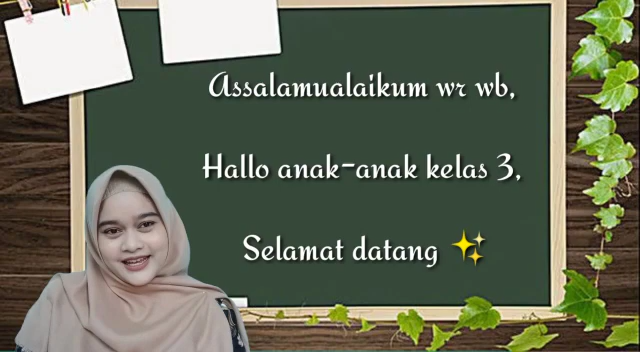 Assalamualaikum wr wb,
Hallo anak-anak kelas 3,
Selamat datang ✨